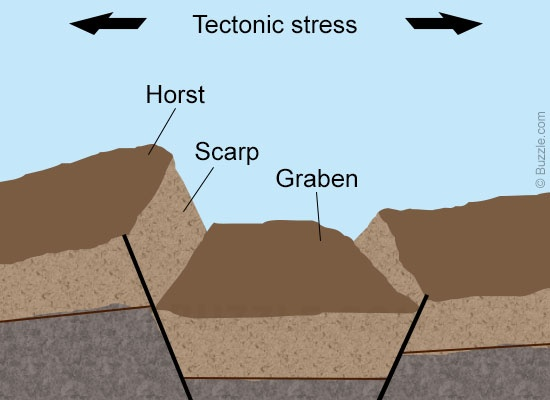 Tectonic stress
Horst
Scarp
Graben
© Buzzle.com